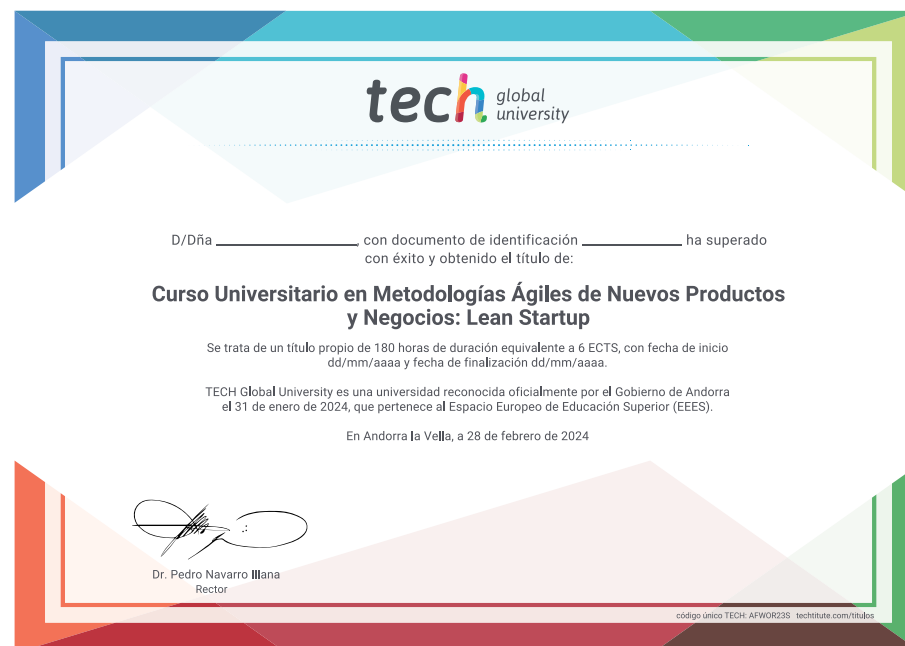 tech global university
D/Dña ___________________, con documento de identificación ______________ ha superado
con éxito y obtenido el título de:
Curso Universitario en Metodologías Ágiles de Nuevos Productos
y Negocios: Lean Startup
Se trata de un título propio de 180 horas de duración equivalente a 6 ECTS, con fecha de inicio
dd/mm/aaaa y fecha de finalización dd/mm/aaaa.
TECH Global University es una universidad reconocida oficialmente por el Gobierno de Andorra
el 31 de enero de 2024, que pertenece al Espacio Europeo de Educación Superior (EEES).
En Andorra la Vella, a 28 de febrero de 2024
Dr. Pedro Navarro Illana
Rector
código único TECH: AFWOR23S techtitute.com/titulos